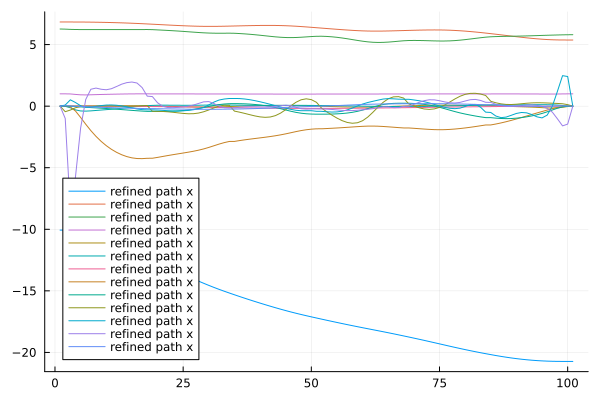 5
0
−5
−10
−15
−20
refined path x
refined path x
refined path x
refined path x
refined path x
refined path x
refined path x
refined path x
refined path x
refined path x
refined path x
refined path x
refined path x
0 25 50 75 100